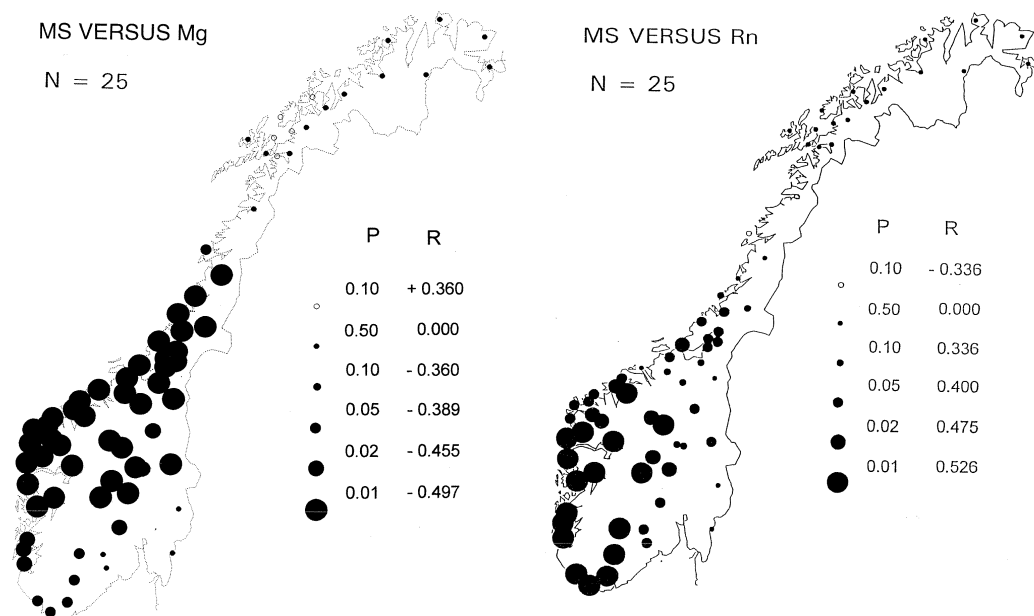 MS VERSUS Mg
N = 25
P R
0.10 + 0.360
0.50 0.000
0.10 - 0.360
0.05 - 0.389
0.02 - 0.455
0.01 - 0.497
MS VERSUS Rn
N = 25
P R
0.10 - 0.336
0.50 0.000
0.10 0.336
0.05 0.400
0.02 0.475
0.01 0.526